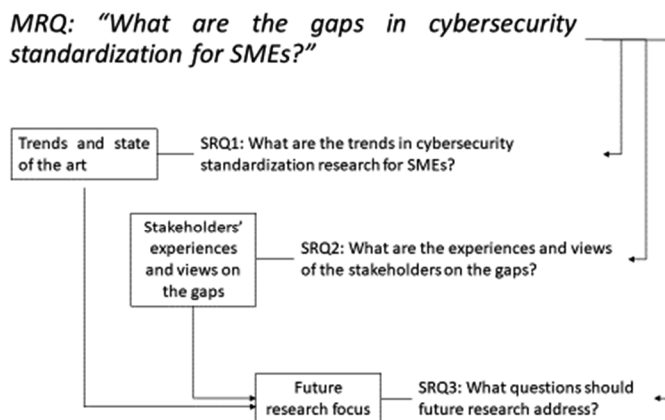 MRQ: “What are the gaps in cybersecurity
standardization for SMEs?”
Trends and state
of the art
SRQ1: What are the trends in cybersecurity
standardization research for SMEs?
Stakeholders’
experiences
and views on
the gaps
SRQ2: What are the experiences and views
of the stakeholders on the gaps?
Future
research focus
SRQ3: What questions should
future research address?